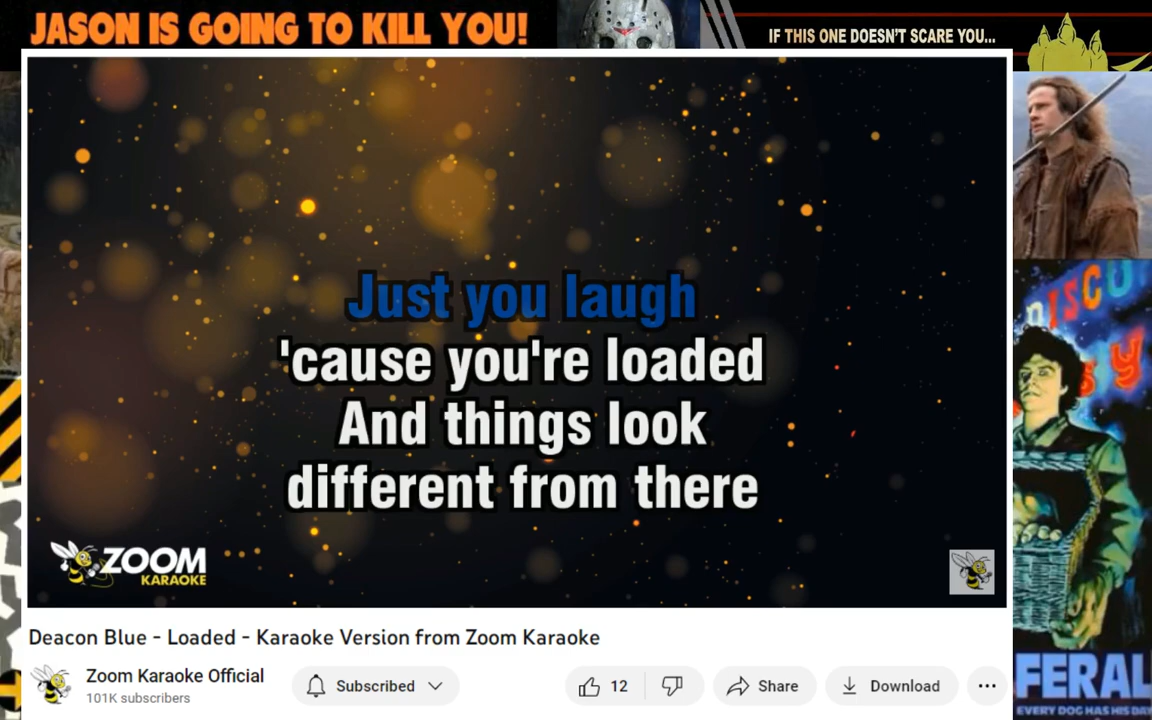 JASON IS GOING TO KILL YOU!
IF THIS ONE DOESN'T SCARE YOU...
Just you laugh
'cause you're loaded
And things look
different from there
ZOOM
KARAOKE
Deacon Blue - Loaded - Karaoke Version from Zoom Karaoke
Zoom Karaoke Official
101K subscribers
Subscribed
12
Share
Download
FERAL
EVERY DOG HAS HIS DAY